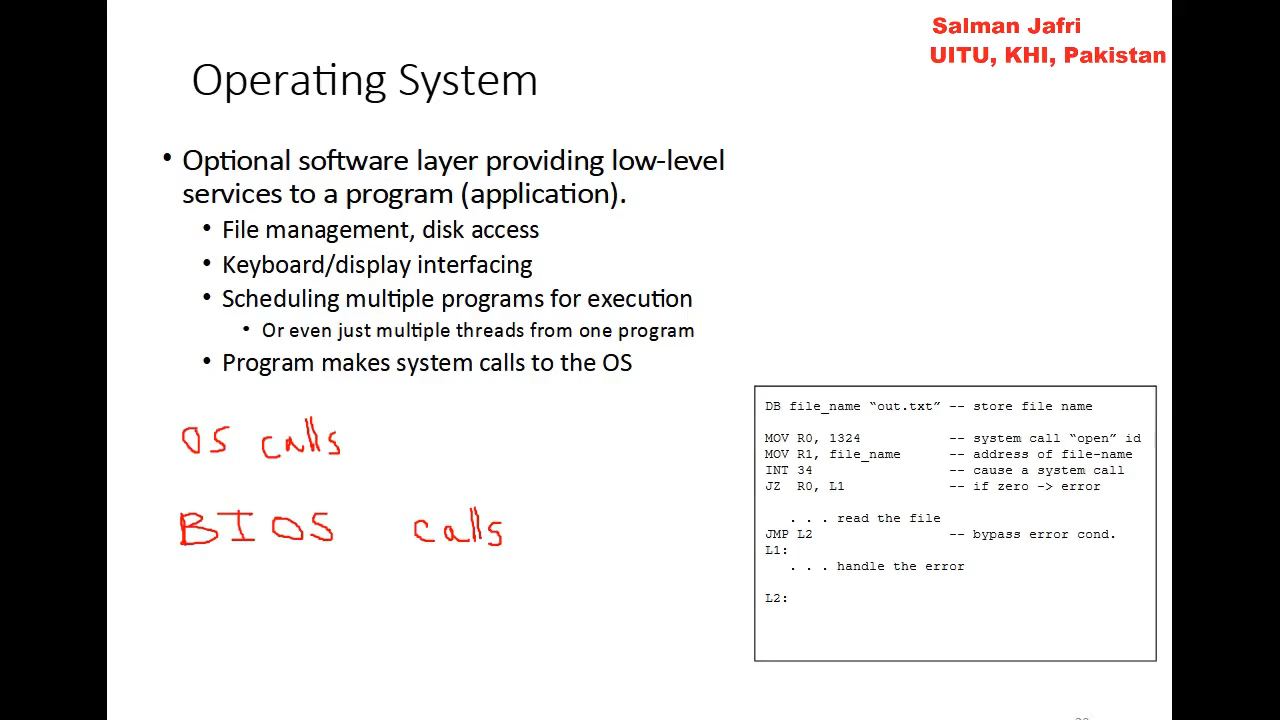 Salman Jafri
UITU, KHI, Pakistan
Operating System
• Optional software layer providing low-level
services to a program (application).
• File management, disk access
• Keyboard/display interfacing
• Scheduling multiple programs for execution
• Or even just multiple threads from one program
• Program makes system calls to the OS
OS calls
BIOS calls
DB file_name “out.txt” -- store file name
MOV R0, 1324 -- system call “open” id
MOV R1, file_name -- address of file-name
INT 34 -- cause a system call
JZ R0, L1 -- if zero -> error
. . . read the file
JMP L2 -- bypass error cond.
L1:
. . . handle the error
L2: